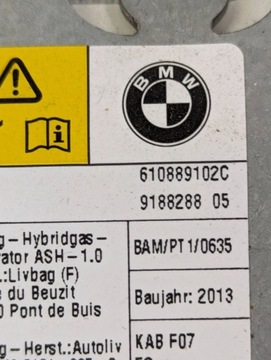 BMW
i
610889102C
9188288 05
g - Hybridgas-
rator ASH-1.0
.:Livbag (F)
e du Beuzit
0 Pont de Buis
BAM/PT1/0635
Baujahr: 2013
g - Herst.:Autoliv
KAB F07